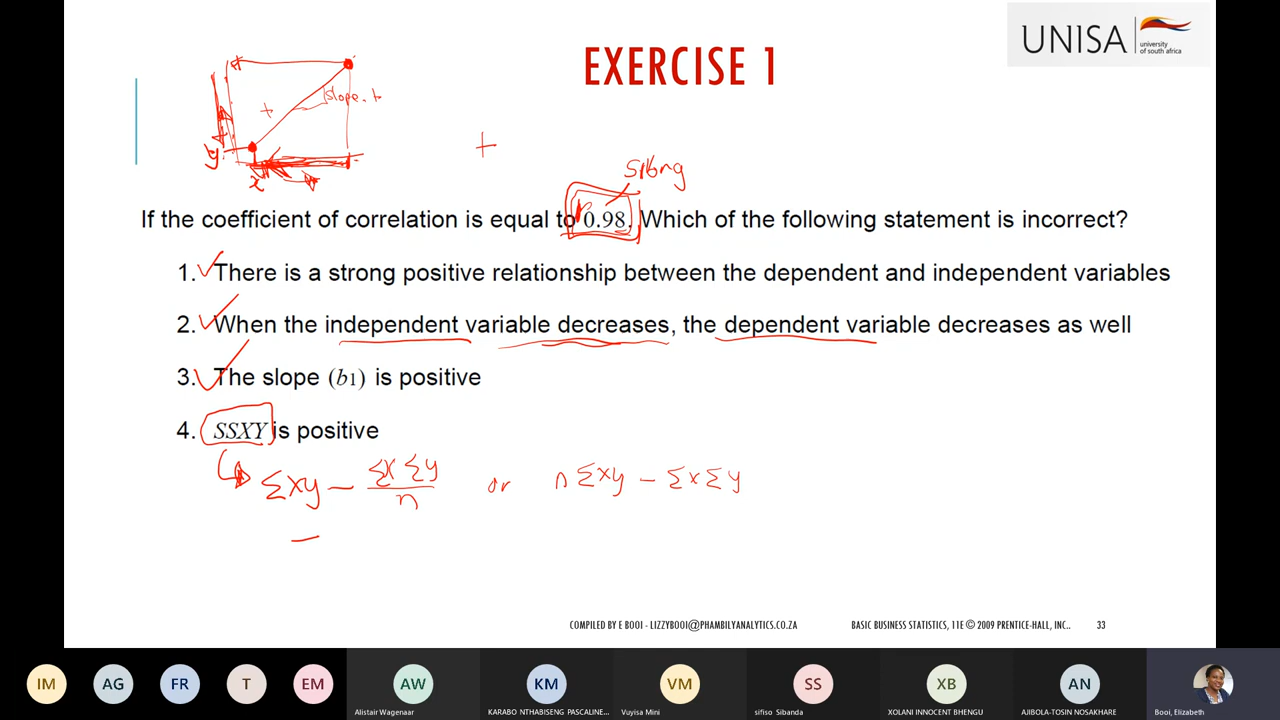 UNISA university of south africa
EXERCISE 1
slope, +
+
+
y
x
strong
If the coefficient of correlation is equal to 0.98. Which of the following statement is incorrect?
r
1. ✓ There is a strong positive relationship between the dependent and independent variables
2. ✓ When the independent variable decreases, the dependent variable decreases as well
3. ✓ The slope (b1) is positive
4. SSXY is positive
Σxy – Σx Σy / n or n Σxy – Σx Σy
–
COMPILED BY E BOOI - LIZZYBOOI@PHAMBILYANALYTICS.CO.ZA BASIC BUSINESS STATISTICS, 11E © 2009 PRENTICE-HALL, INC.. 33
IM AG FR T EM AW KM VM SS XB AN
Alistair Wagenaar KARABO NTHABISENG PASCALINE... Vuyisa Mini sifiso Sibanda XOLANI INNOCENT BHENGU AJIBOLA-TOSIN NOSAKHARE Booi, Elizabeth